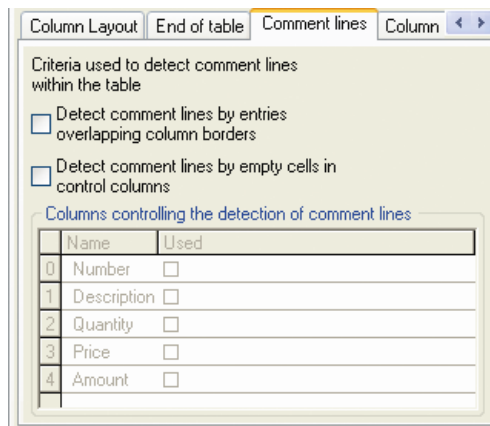 Column Layout End of table Comment lines Column
Criteria used to detect comment lines
within the table
Detect comment lines by entries
overlapping column borders
Detect comment lines by empty cells in
control columns
Columns controlling the detection of comment lines
Name Used
0 Number
1 Description
2 Quantity
3 Price
4 Amount